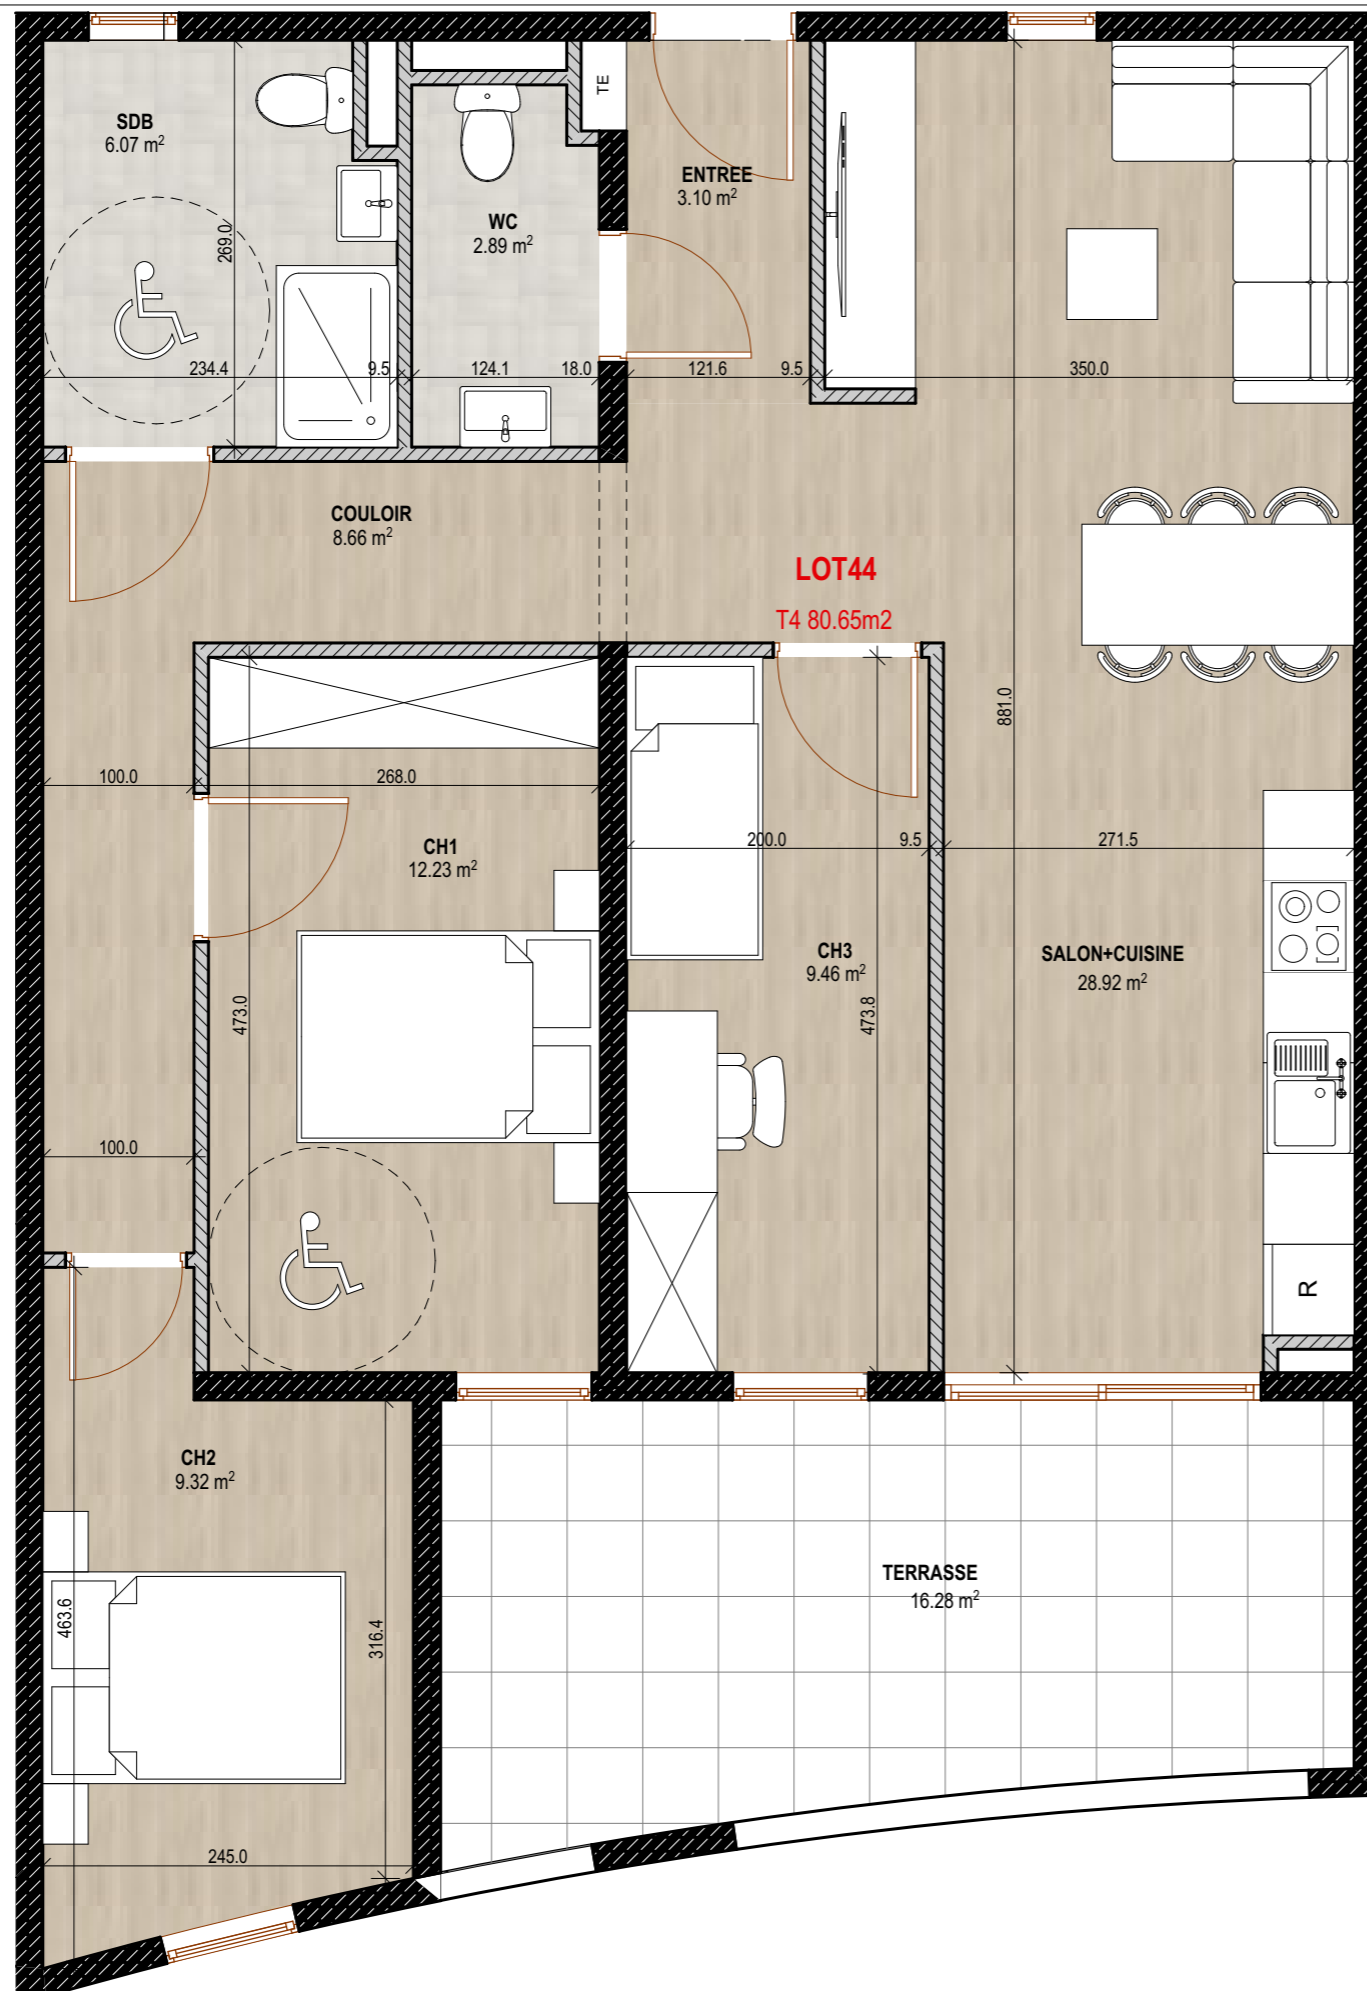 SDB
6.07 m²
269.0
234.4
9.5
WC
2.89 m²
124.1
18.0
TE
ENTREE
3.10 m²
121.6
9.5
350.0
COULOIR
8.66 m²
LOT44
T4 80.65m2
881.0
100.0
268.0
CH1
12.23 m²
473.0
200.0
9.5
271.5
CH3
9.46 m²
473.8
SALON+CUISINE
28.92 m²
100.0
R
CH2
9.32 m²
463.6
316.4
245.0
TERRASSE
16.28 m²